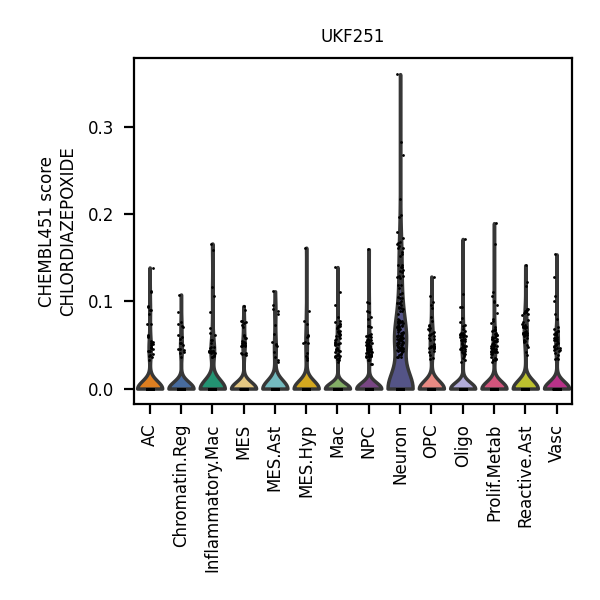 UKF251
CHEMBL451 score
CHLORDIAZEPOXIDE
0.3
0.2
0.1
0.0
AC
Chromatin.Reg
Inflammatory.Mac
MES
MES.Ast
MES.Hyp
Mac
NPC
Neuron
OPC
Oligo
Prolif.Metab
Reactive.Ast
Vasc